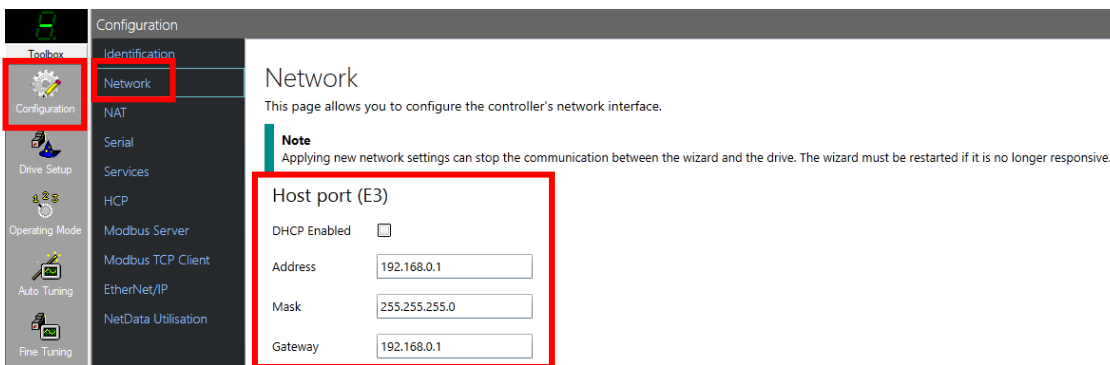 Configuration
Toolbox
Configuration
Drive Setup
Operating Mode
Auto Tuning
Fine Tuning
Identification
Network
NAT
Serial
Services
HCP
Modbus Server
Modbus TCP Client
EtherNet/IP
NetData Utilisation
Network
This page allows you to configure the controller's network interface.
Note
Applying new network settings can stop the communication between the wizard and the drive. The wizard must be restarted if it is no longer responsive.
Host port (E3)
DHCP Enabled
Address 192.168.0.1
Mask 255.255.255.0
Gateway 192.168.0.1